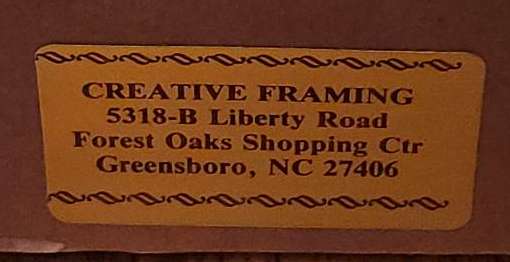 CREATIVE FRAMING
5318-B Liberty Road
Forest Oaks Shopping Ctr
Greensboro, NC 27406